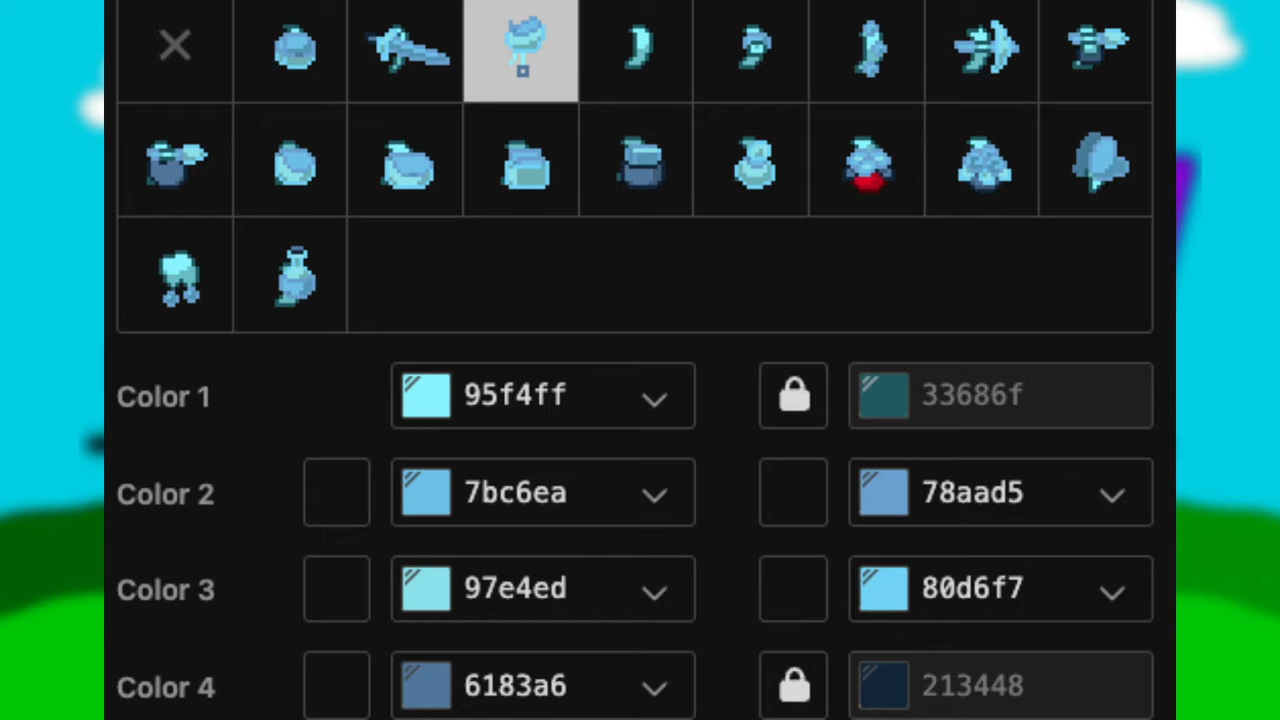 Color 1 95f4ff 33686f
Color 2 7bc6ea 78aad5
Color 3 97e4ed 80d6f7
Color 4 6183a6 213448